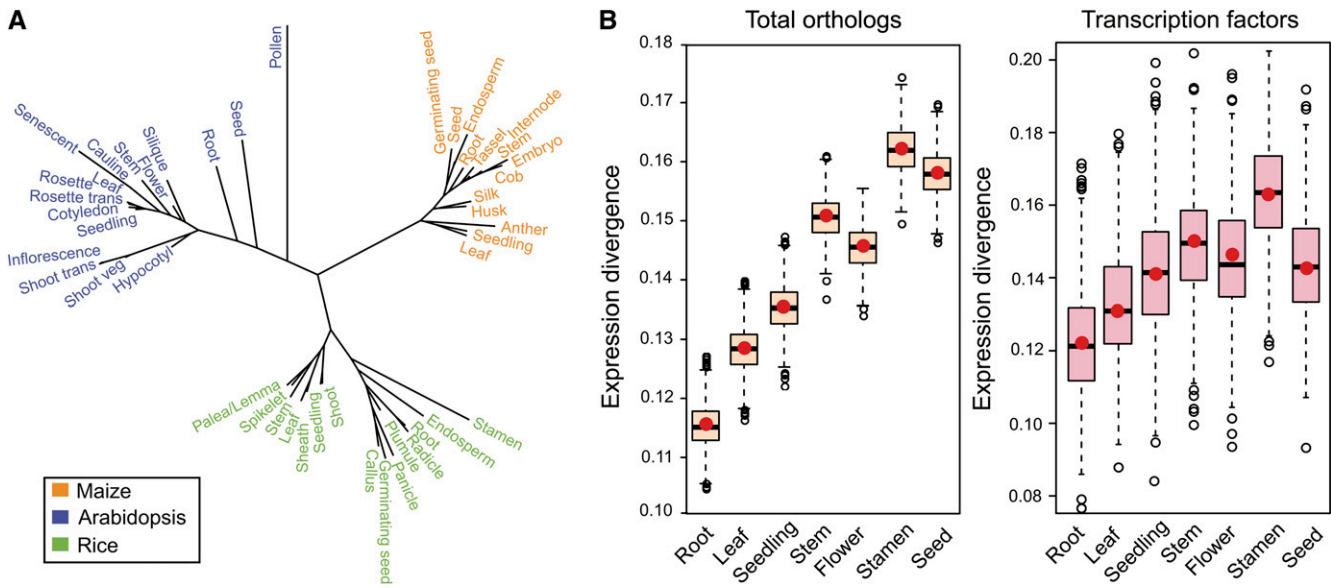 A
Pollen
Senescent
Cauline
Stem
Silique
Flower
Root
Seed
Rosette
Leaf
Rosette trans
Cotyledon
Seedling
Inflorescence
Shoot trans
Shoot veg
Hypocotyl
Germinating seed
Seed
Endosperm
Root
Tassel
Internode
Stem
Embryo
Cob
Silk
Husk
Anther
Seedling
Leaf
Palea/Lemma
Spikelet
Stem
Leaf
Sheath
Seedling
Shoot
Stamen
Endosperm
Root
Radicle
Plumule
Panicle
Germinating seed
Callus
Maize
Arabidopsis
Rice
B
Total orthologs
Expression divergence
0.18
0.17
0.16
0.15
0.14
0.13
0.12
0.11
0.10
Root
Leaf
Seedling
Stem
Flower
Stamen
Seed
Transcription factors
Expression divergence
0.20
0.18
0.16
0.14
0.12
0.10
0.08
Root
Leaf
Seedling
Stem
Flower
Stamen
Seed